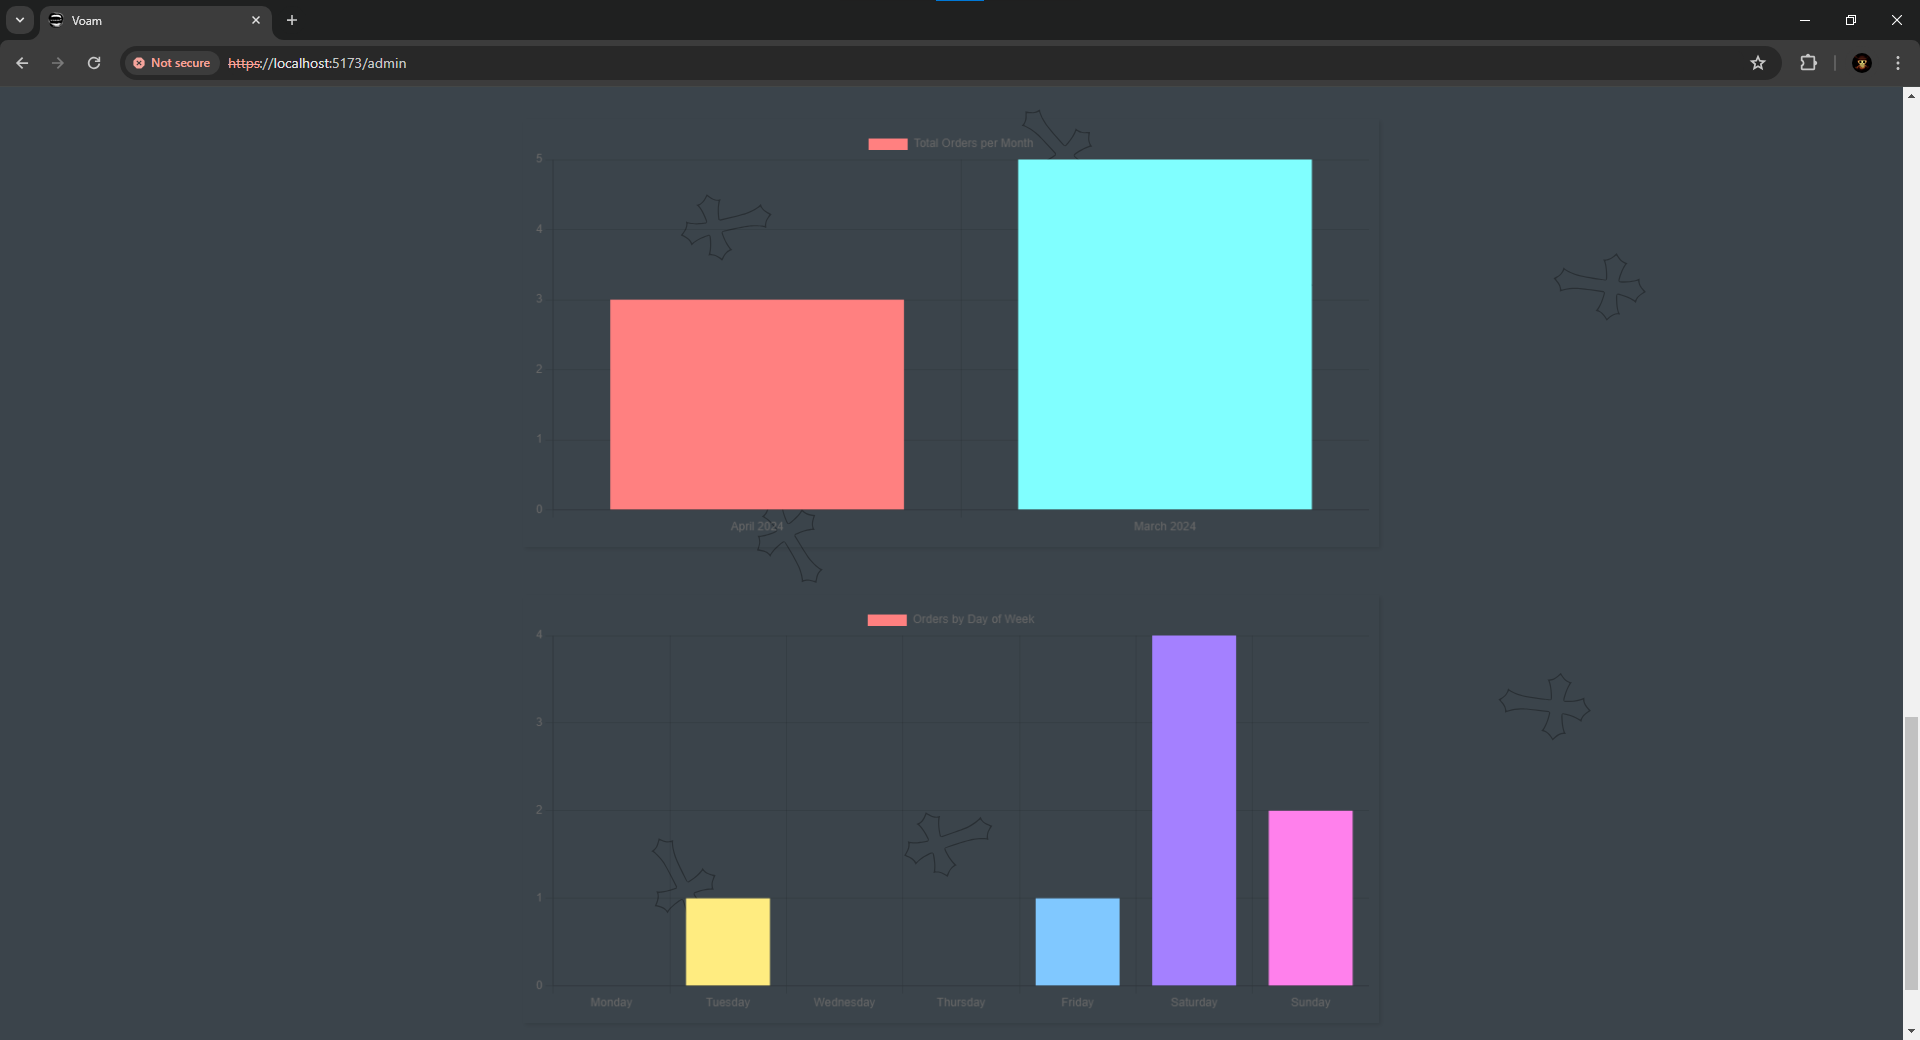 Voam
Not secure
https://localhost:5173/admin
Total Orders per Month
5
4
3
2
1
0
April 2024
March 2024
Orders by Day of Week
4
3
2
1
0
Monday
Tuesday
Wednesday
Thursday
Friday
Saturday
Sunday